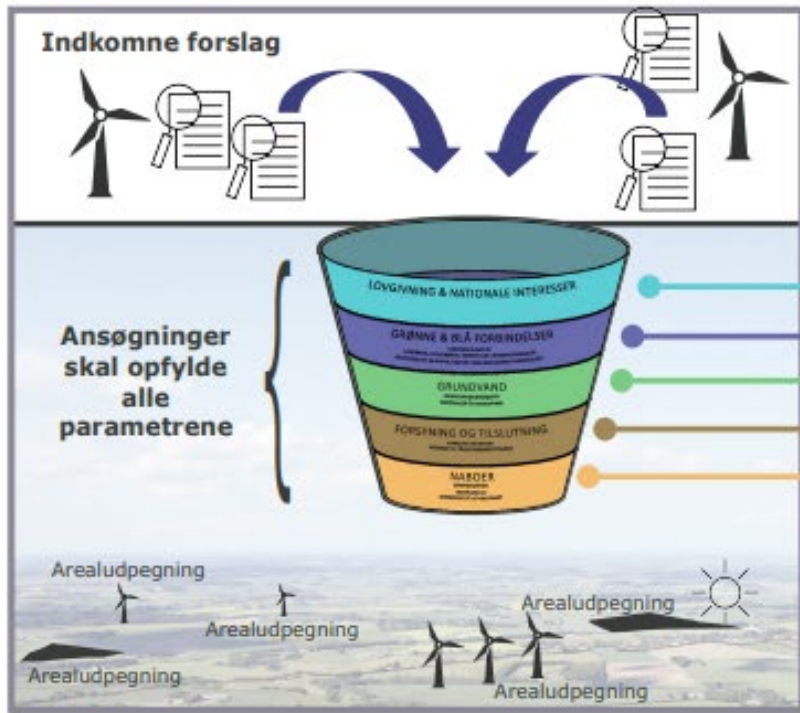 Indkomne forslag
LOVGIVNING & NATIONALE INTERESSER
GRØNNE & BLÅ FORBINDELSER
GRUNDVAND
FORSYNING OG TILSLUTNING
NABOER
Ansøgninger
skal opfylde
alle
parametrene
Arealudpegning
Arealudpegning
Arealudpegning
Arealudpegning
Arealudpegning